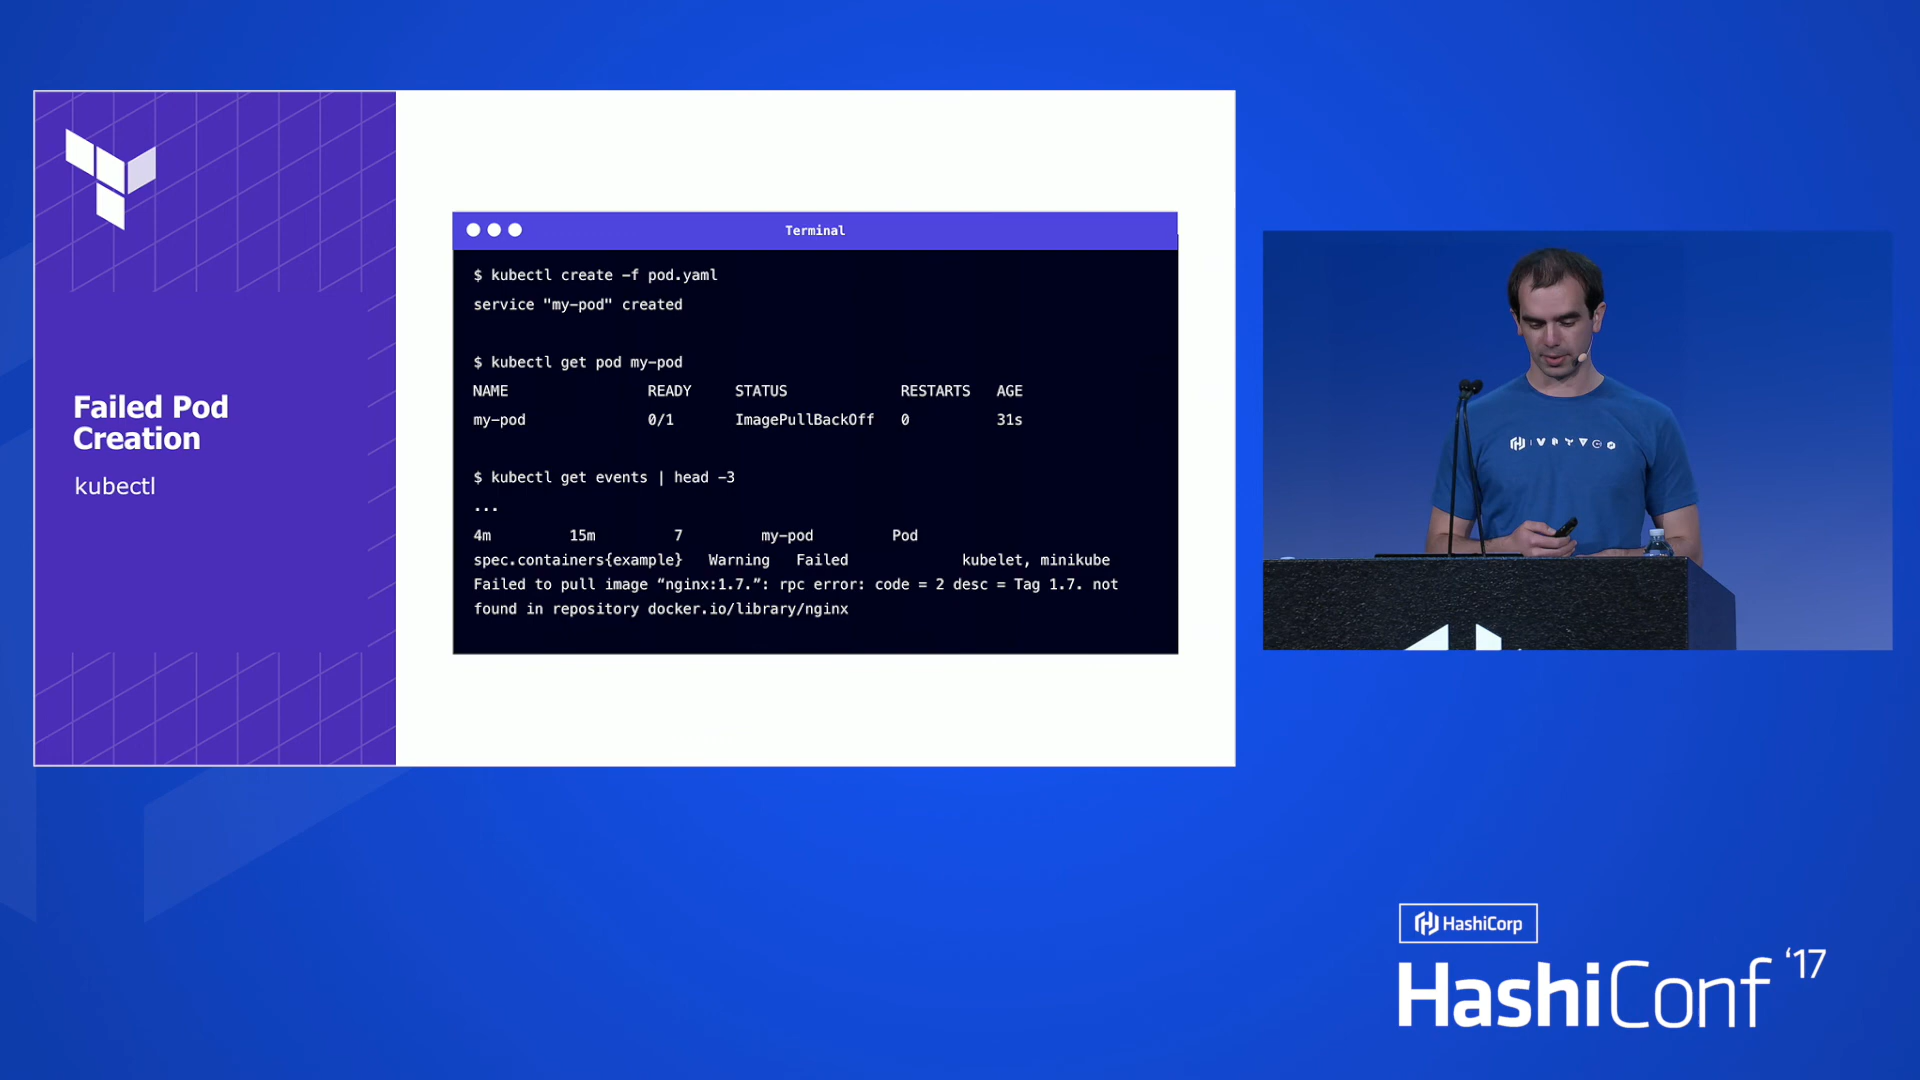 Failed Pod
Creation
kubectl
Terminal
$ kubectl create -f pod.yaml
service "my-pod" created
$ kubectl get pod my-pod
NAME READY STATUS RESTARTS AGE
my-pod 0/1 ImagePullBackOff 0 31s
$ kubectl get events | head -3
...
4m 15m 7 my-pod Pod
spec.containers{example} Warning Failed kubelet, minikube
Failed to pull image “nginx:1.7.”: rpc error: code = 2 desc = Tag 1.7. not
found in repository docker.io/library/nginx
HashiCorp
HashiConf ‘17